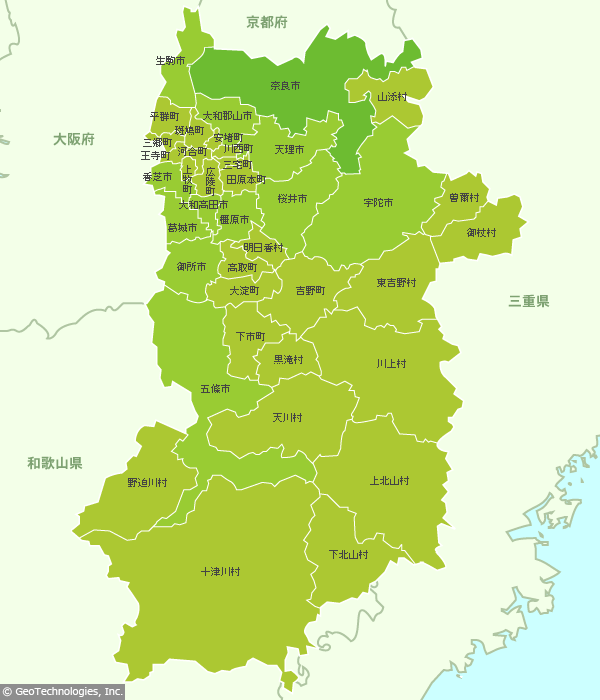 京都府
生駒市
奈良市
山添村
平群町
大和郡山市
斑鳩町
安堵町
大阪府
三郷町
川西町
天理市
王寺町
河合町
三宅町
上牧町
広陵町
田原本町
香芝市
曽爾村
桜井市
宇陀市
大和高田市
橿原市
葛城市
御杖村
明日香村
御所市
高取町
東吉野村
大淀町
吉野町
三重県
下市町
黒滝村
川上村
五條市
天川村
和歌山県
野迫川村
上北山村
下北山村
十津川村
© GeoTechnologies, Inc.